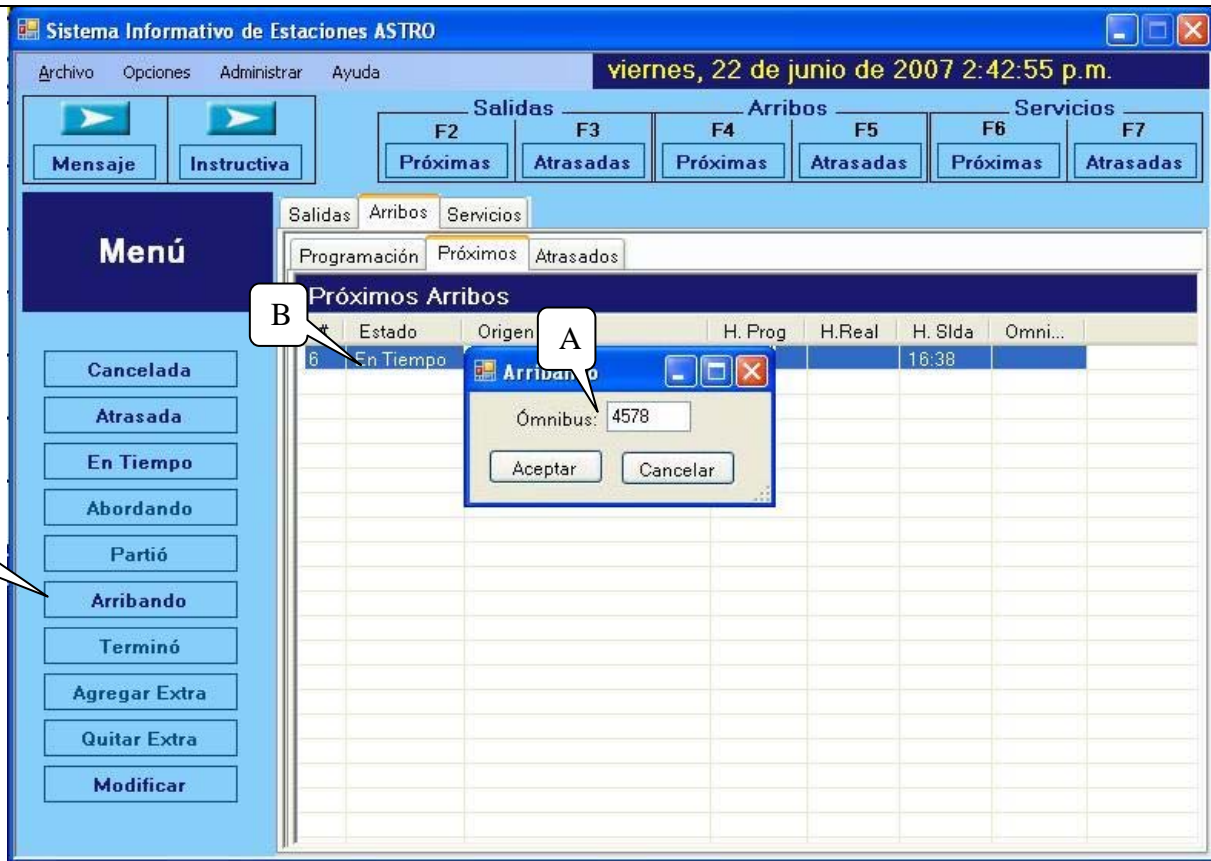 Sistema Informativo de Estaciones ASTRO
Archivo Opciones Administrar Ayuda
viernes, 22 de junio de 2007 2:42:55 p.m.
Mensaje Instructiva
Salidas Arribos Servicios
F2 F3 F4 F5 F6 F7
Próximas Atrasadas Próximas Atrasadas Próximas Atrasadas
Menú
Salidas Arribos Servicios
Programación Próximos Atrasados
Próximos Arribos
B
A
# Estado Origen H. Prog H.Real H. Slda Omni...
6 En Tiempo 16:38
Arribando
Ómnibus: 4578
Aceptar Cancelar
Cancelada
Atrasada
En Tiempo
Abordando
Partió
Arribando
Terminó
Agregar Extra
Quitar Extra
Modificar